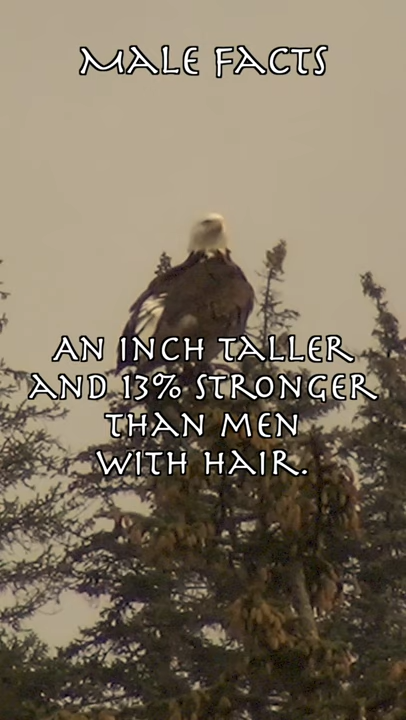 MALE FACTS
AN INCH TALLER
AND 13% STRONGER
THAN MEN
WITH HAIR.